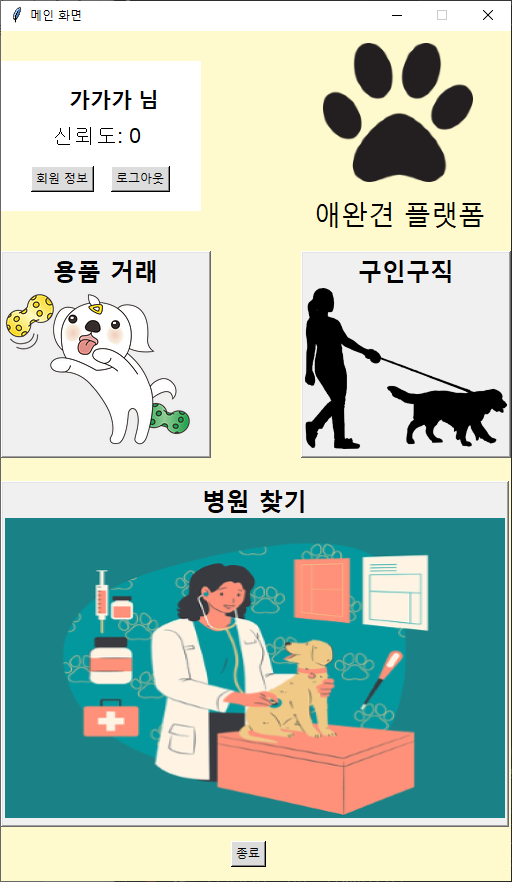 메인 화면
가가가 님
신뢰도: 0
회원 정보 로그아웃
애완견 플랫폼
용품 거래
구인구직
병원 찾기
종료